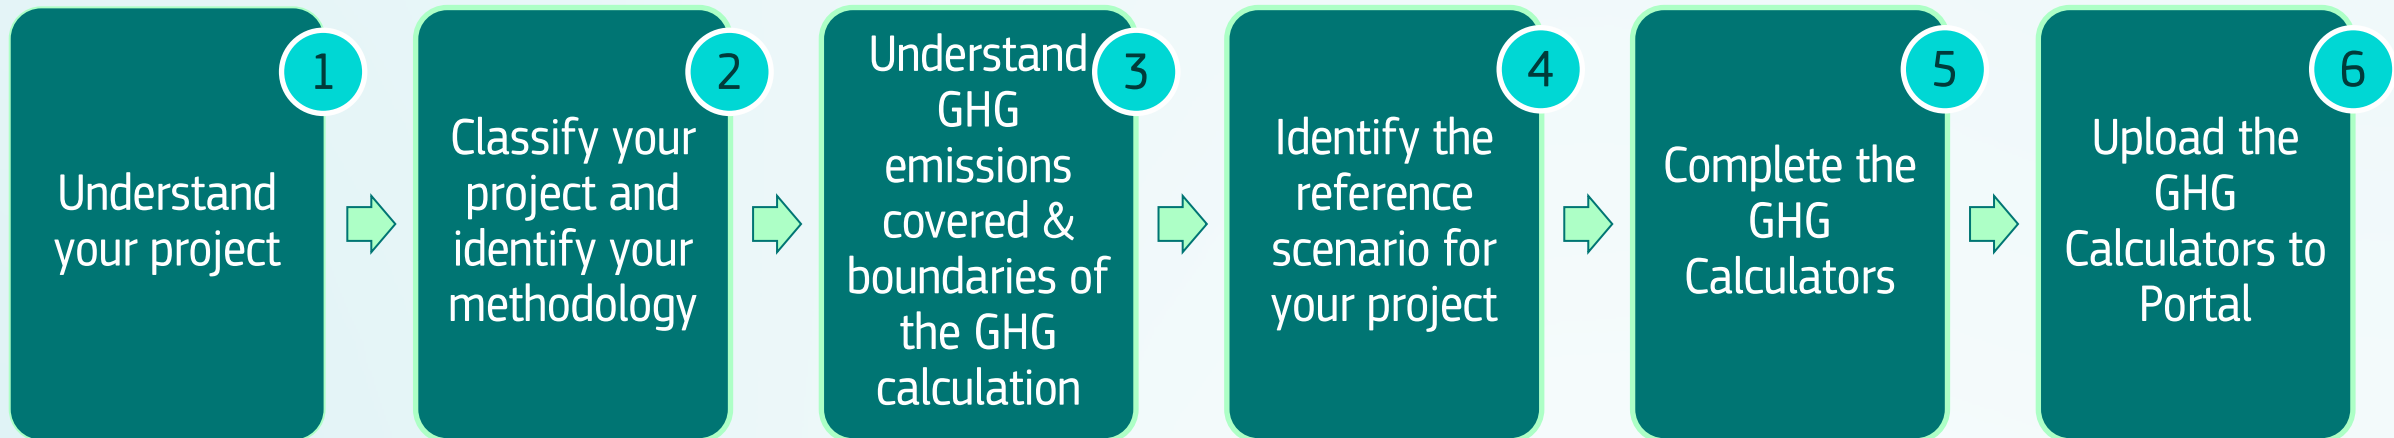 1
Understand
your project
2
Classify your
project and
identify your
methodology
3
Understand
GHG
emissions
covered &
boundaries of
the GHG
calculation
4
Identify the
reference
scenario for
your project
5
Complete the
GHG
Calculators
6
Upload the
GHG
Calculators to
Portal